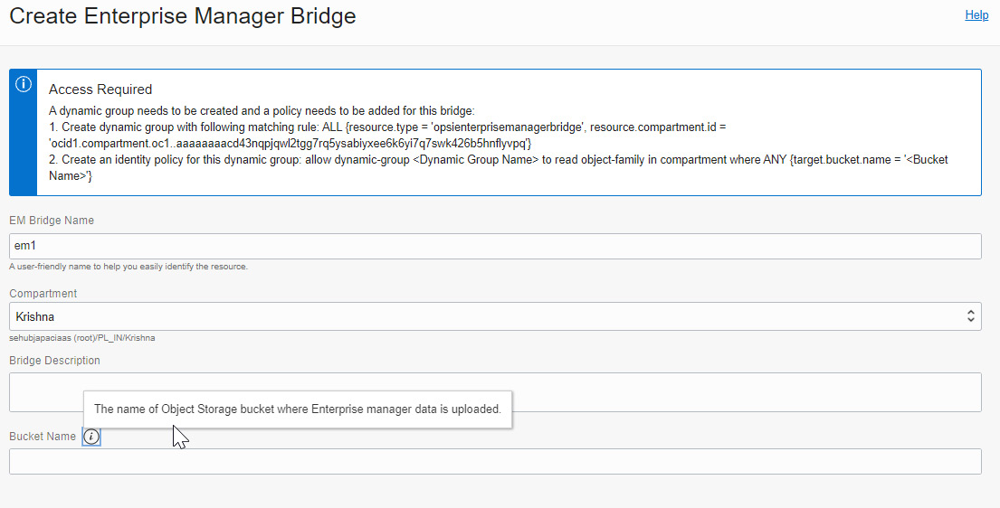 Create Enterprise Manager Bridge
Help
Access Required
A dynamic group needs to be created and a policy needs to be added for this bridge:
1. Create dynamic group with following matching rule: ALL {resource.type = 'opsienterprisemanagerbridge', resource.compartment.id =
'ocid1.compartment.oc1..aaaaaaaacd43nqpjqwl2tgg7rq5ysabiyxee6k6yi7q7swk426b5hnflyvpq'}
2. Create an identity policy for this dynamic group: allow dynamic-group <Dynamic Group Name> to read object-family in compartment where ANY {target.bucket.name = '<Bucket
Name>'}
EM Bridge Name
em1
A user-friendly name to help you easily identify the resource.
Compartment
Krishna
sehubjapaciaas (root)/PL_IN/Krishna
Bridge Description
The name of Object Storage bucket where Enterprise manager data is uploaded.
Bucket Name